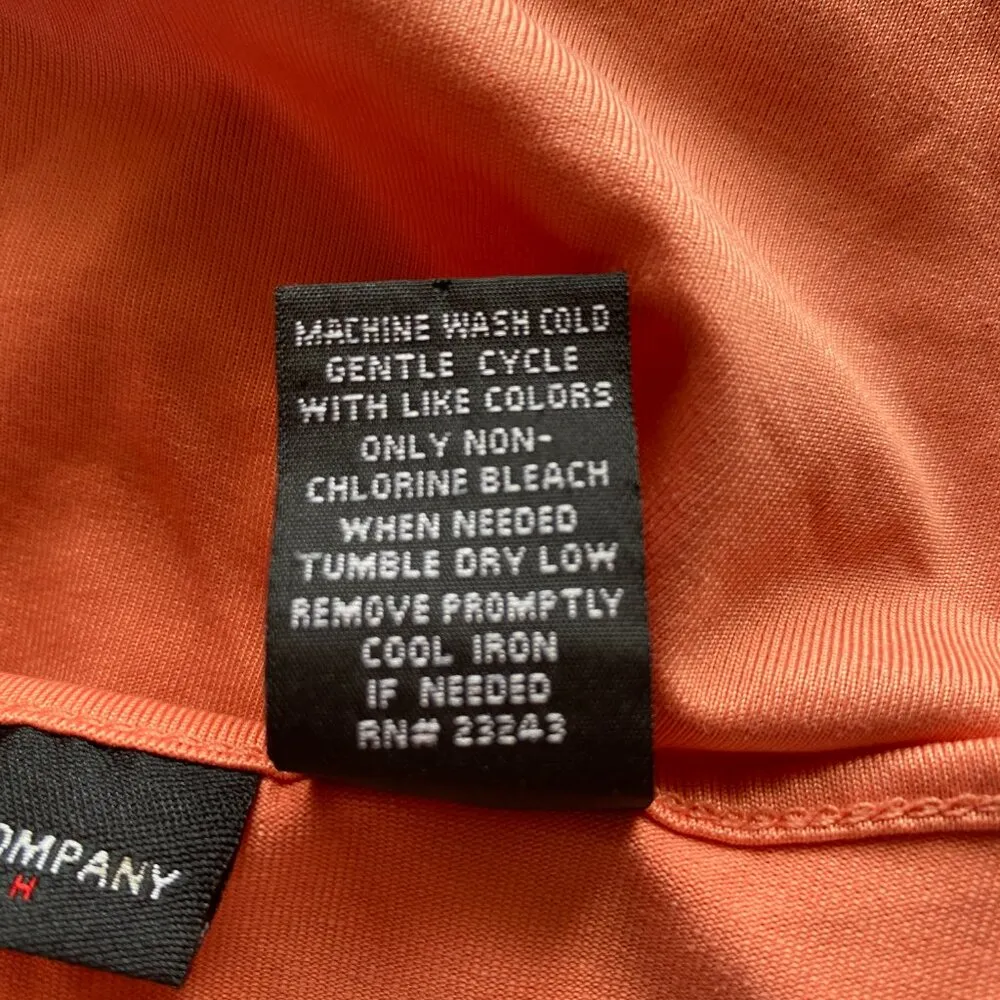 MACHINE WASH COLD
GENTLE CYCLE
WITH LIKE COLORS
ONLY NON-
CHLORINE BLEACH
WHEN NEEDED
TUMBLE DRY LOW
REMOVE PROMPTLY
COOL IRON
IF NEEDED
RN# 23243
OMPANY
H